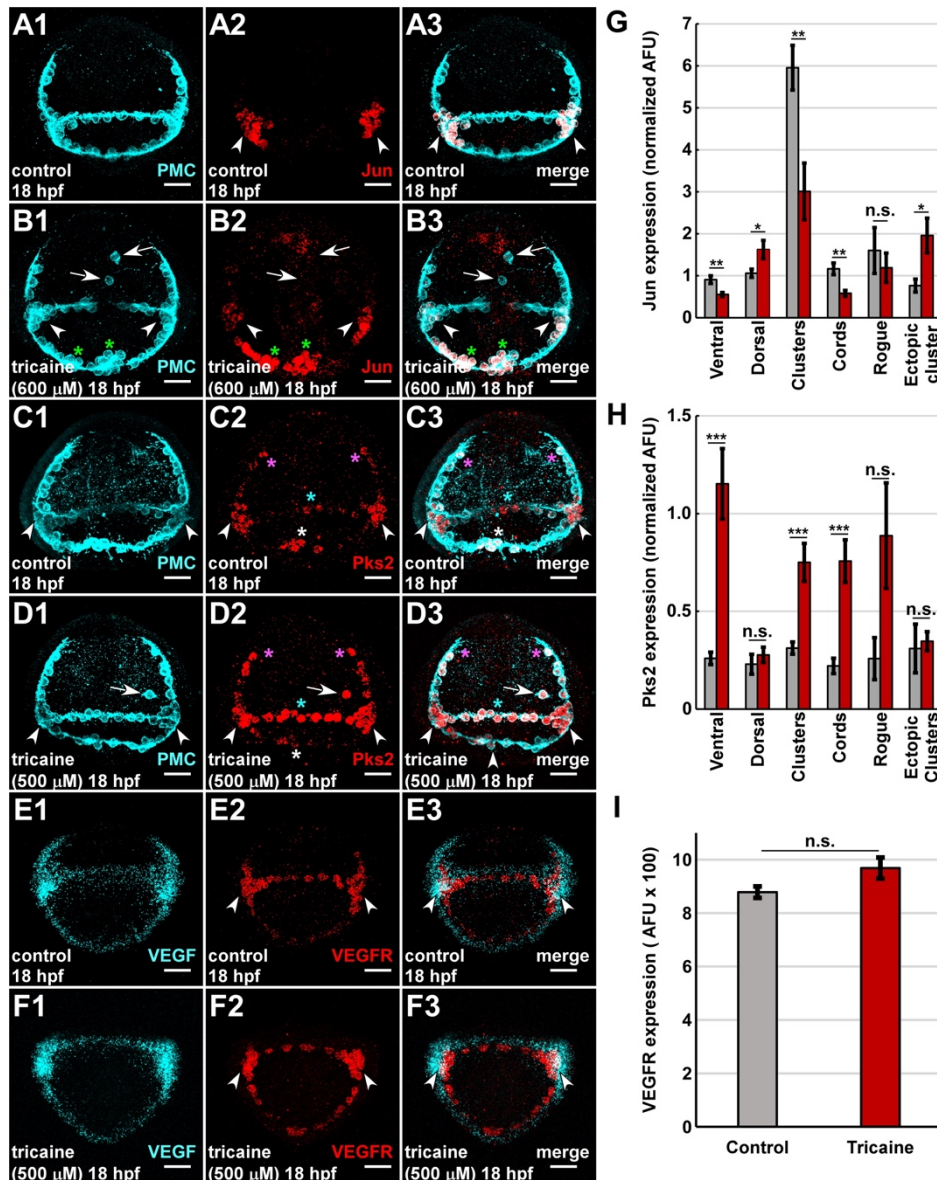 A1
A2
A3
control
18 hpf
PMC
Jun
merge
B1
B2
B3
tricaine
(600 µM) 18 hpf
PMC
tricaine
(600 µM) 18 hpf
Jun
tricaine
(600 µM) 18 hpf
merge
C1
C2
C3
control
18 hpf
PMC
control
18 hpf
Pks2
control
18 hpf
merge
D1
D2
D3
tricaine
(500 µM) 18 hpf
PMC
tricaine
(500 µM) 18 hpf
Pks2
tricaine
(500 µM) 18 hpf
merge
E1
E2
E3
control
18 hpf
VEGF
control
18 hpf
VEGFR
control
18 hpf
merge
F1
F2
F3
tricaine
(500 µM) 18 hpf
VEGF
tricaine
(500 µM) 18 hpf
VEGFR
tricaine
(500 µM) 18 hpf
merge
G
Jun expression (normalized AFU)
7
6
5
4
3
2
1
0
**
*
**
**
n.s.
*
Ventral
Dorsal
Clusters
Cords
Rogue
Ectopic
cluster
H
Pks2 expression (normalized AFU)
1.5
1.0
0.5
0
***
n.s.
***
***
n.s.
n.s.
Ventral
Dorsal
Clusters
Cords
Rogue
Ectopic
Clusters
I
VEGFR expression ( AFU x 100)
10
8
6
4
2
0
n.s.
Control
Tricaine